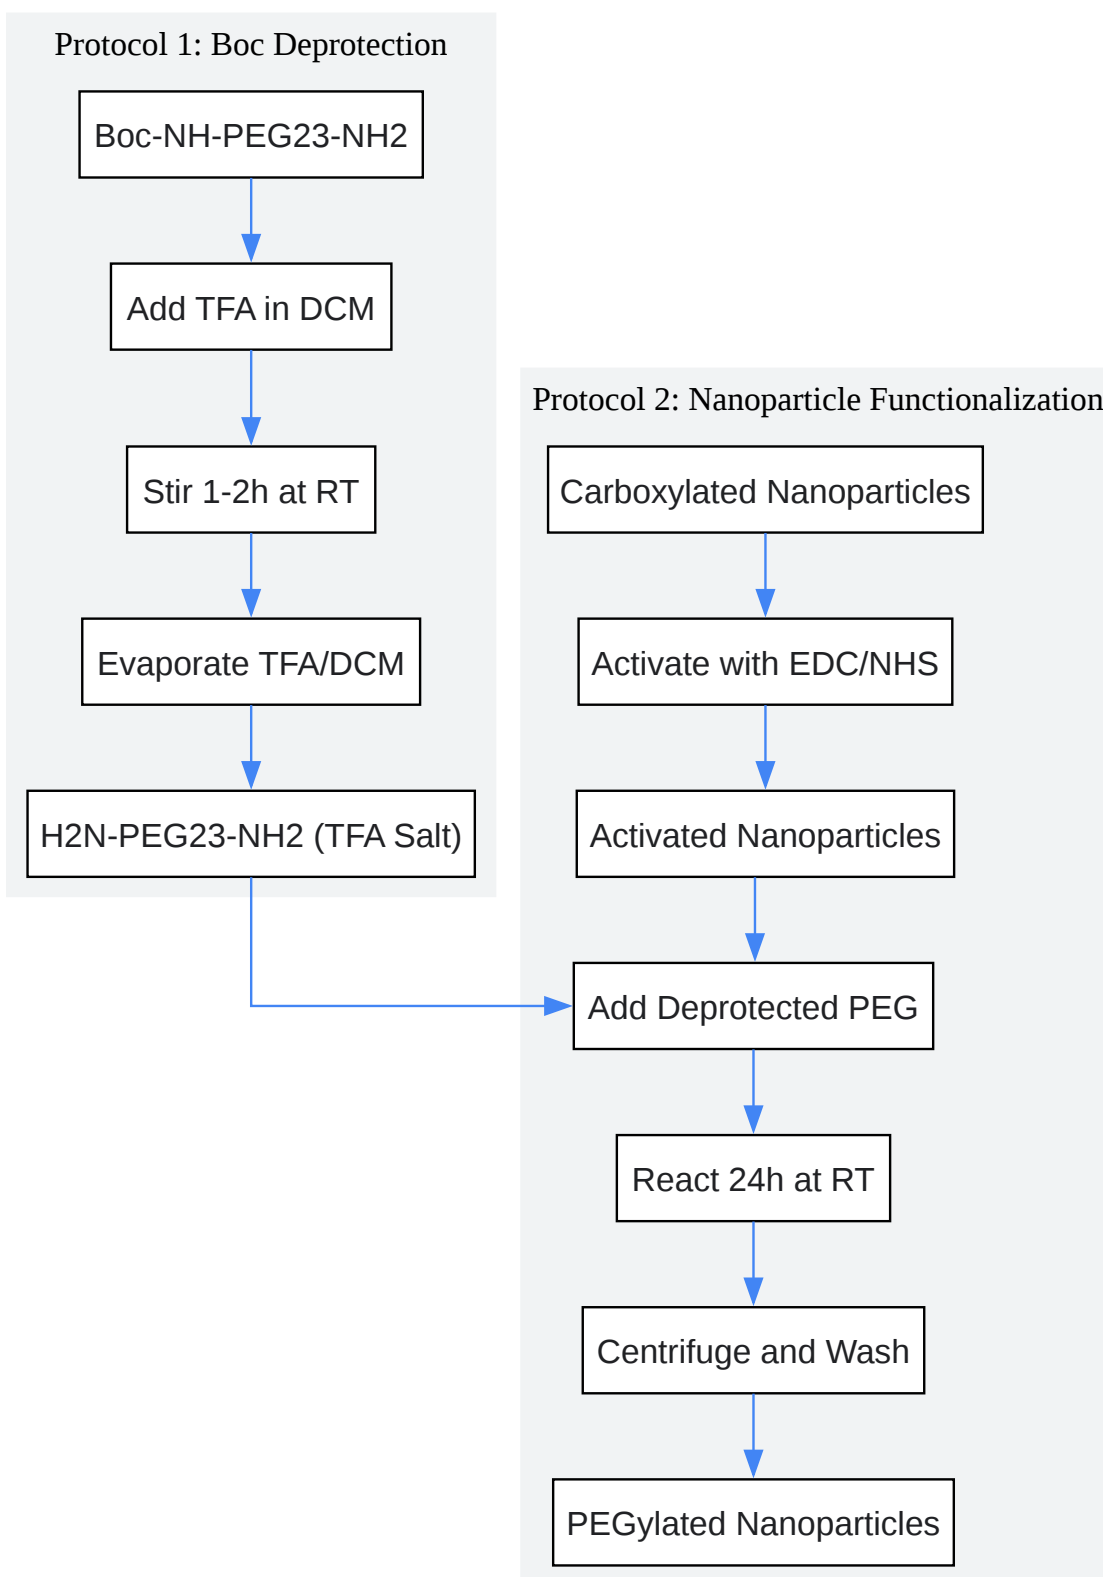 Protocol 1: Boc Deprotection
Boc-NH-PEG23-NH2
Add TFA in DCM
Stir 1-2h at RT
Evaporate TFA/DCM
H2N-PEG23-NH2 (TFA Salt)
Protocol 2: Nanoparticle Functionalization
Carboxylated Nanoparticles
Activate with EDC/NHS
Activated Nanoparticles
Add Deprotected PEG
React 24h at RT
Centrifuge and Wash
PEGylated Nanoparticles